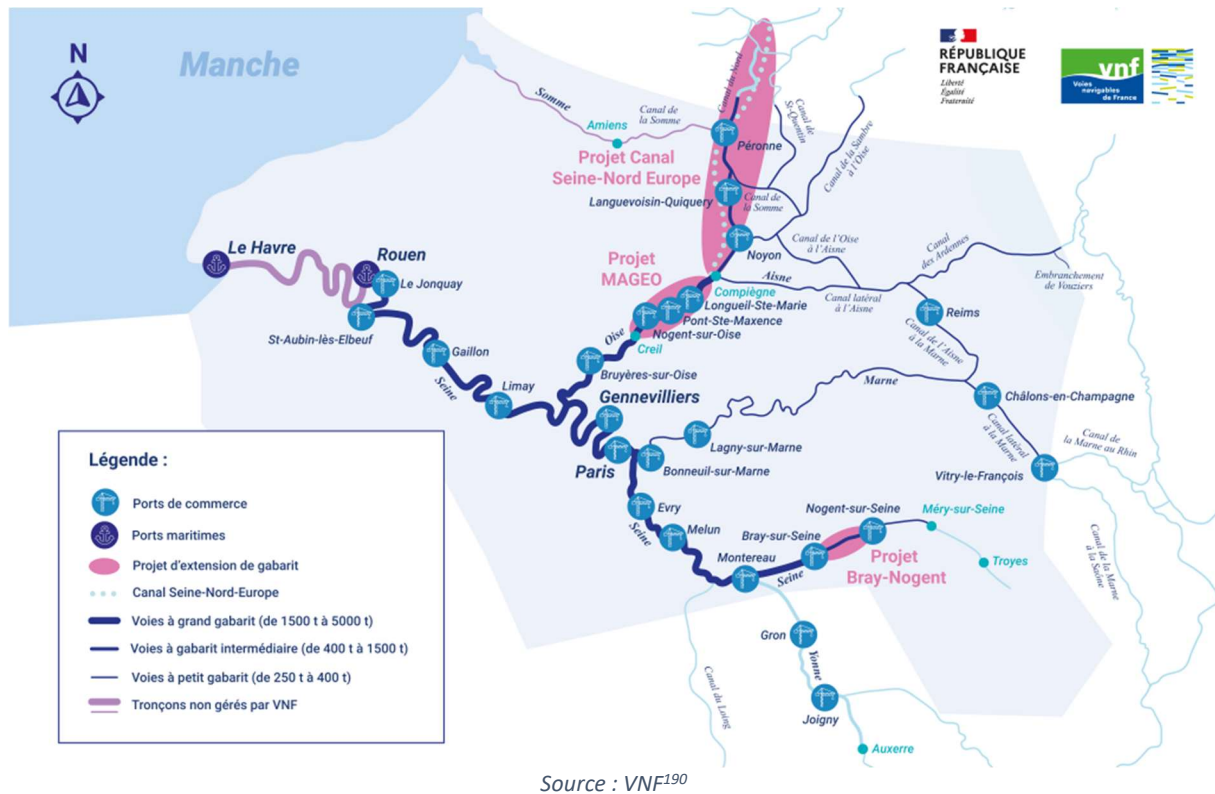 N
Manche
RÉPUBLIQUE
FRANÇAISE
Liberté
Égalité
Fraternité
vnf
Voies
navigables
de France
Canal du Nord
Somme
Canal de
la Somme
Amiens
Péronne
Canal de
St-Quentin
Canal de la Sambre
à l'Oise
Projet Canal
Seine-Nord Europe
Languevoisin-Quiquery
Canal de
la Somme
Noyon
Canal de l'Oise
à l'Aisne
Canal
des Ardennes
Embranchement
de Vouziers
Le Havre
Rouen
Le Jonquay
Projet
MAGEO
Compiègne
Aisne
Canal latéral
à l'Aisne
Longueil-Ste-Marie
Pont-Ste-Maxence
Nogent-sur-Oise
Creil
Oise
Reims
Canal de l'Aisne
à la Marne
St-Aubin-lès-Elbeuf
Gaillon
Seine
Limay
Bruyères-sur-Oise
Gennevilliers
Marne
Châlons-en-Champagne
Canal latéral
à la Marne
Canal de
la Marne au Rhin
Lagny-sur-Marne
Paris
Bonneuil-sur-Marne
Vitry-le-François
Evry
Seine
Melun
Nogent-sur-Seine
Méry-sur-Seine
Bray-sur-Seine
Montereau
Seine
Projet
Bray-Nogent
Troyes
Canal de la Marne
à la Saône
Gron
Yonne
Canal du Loing
Joigny
Auxerre
Légende :
Ports de commerce
Ports maritimes
Projet d'extension de gabarit
Canal Seine-Nord-Europe
Voies à grand gabarit (de 1500 t à 5000 t)
Voies à gabarit intermédiaire (de 400 t à 1500 t)
Voies à petit gabarit (de 250 t à 400 t)
Tronçons non gérés par VNF
Source : VNF190